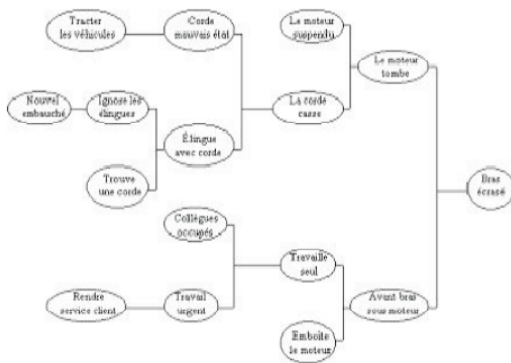 Tracter
les véhicules
Corde
mauvais état
Le moteur
suspendu
Le moteur
tombe
Nouvel
embauché
Ignore les
élingues
La corde
casse
Élingue
avec corde
Trouve
une corde
Bras
écrasé
Collègues
occupés
Travaille
seul
Rendre
service client
Travail
urgent
Avant bras
sous moteur
Emboite
le moteur